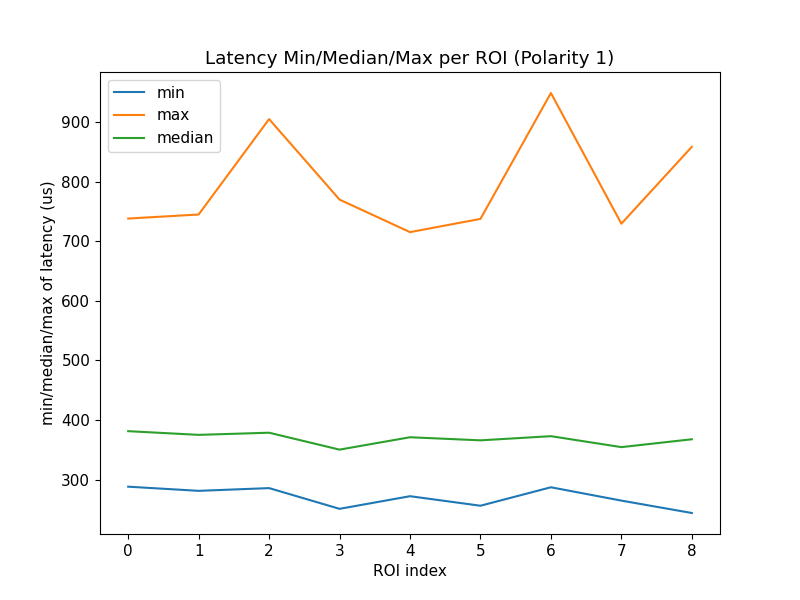 Latency Min/Median/Max per ROI (Polarity 1)
min
max
median
min/median/max of latency (us)
900
800
700
600
500
400
300
0 1 2 3 4 5 6 7 8
ROI index